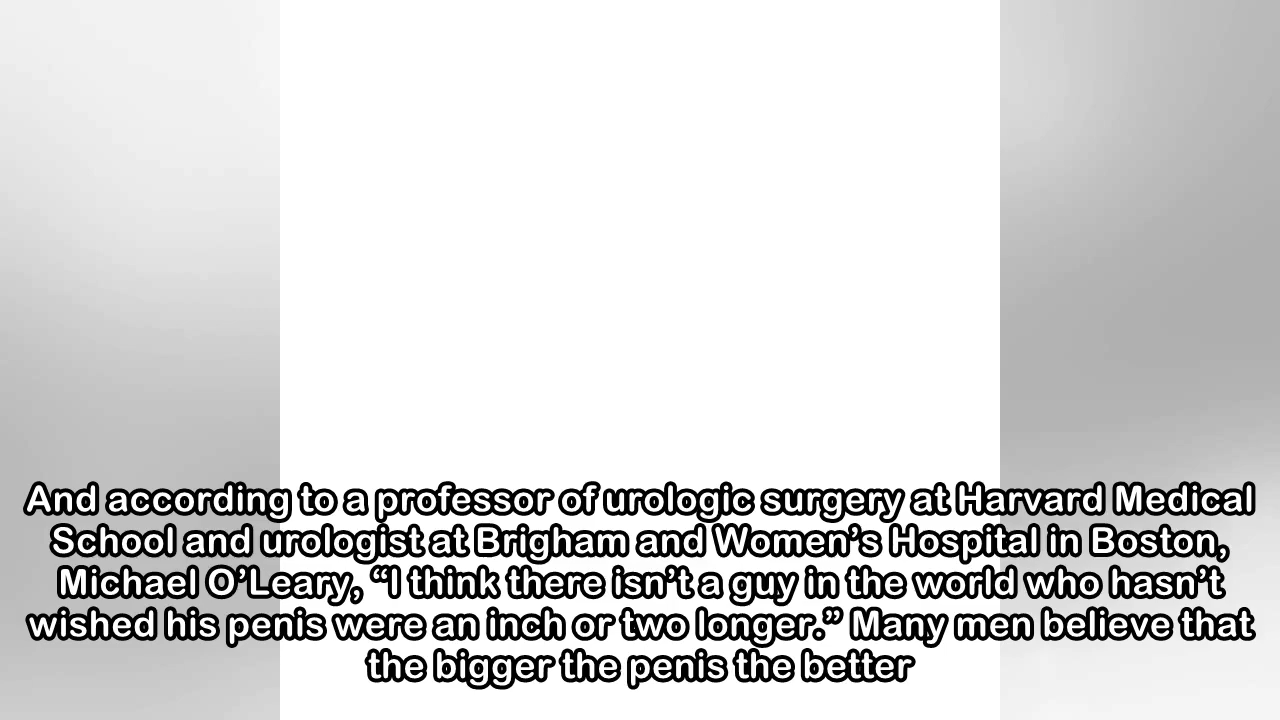 And according to a professor of urologic surgery at Harvard Medical
School and urologist at Brigham and Women’s Hospital in Boston,
Michael O’Leary, “I think there isn’t a guy in the world who hasn’t
wished his penis were an inch or two longer.” Many men believe that
the bigger the penis the better